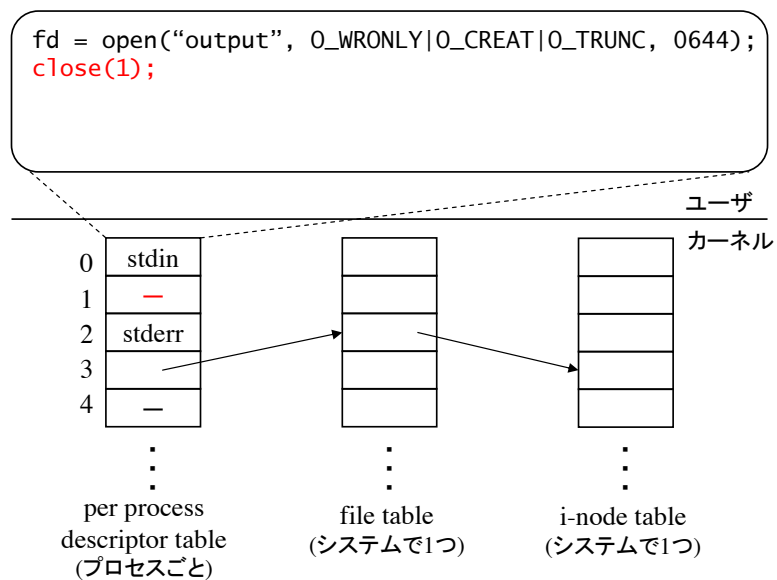 fd = open(“output”, O_WRONLY|O_CREAT|O_TRUNC, 0644);
close(1);
ユーザ
カーネル
0 stdin
1 –
2 stderr
3
4 –
per process
descriptor table
(プロセスごと)
file table
(システムで1つ)
i-node table
(システムで1つ)